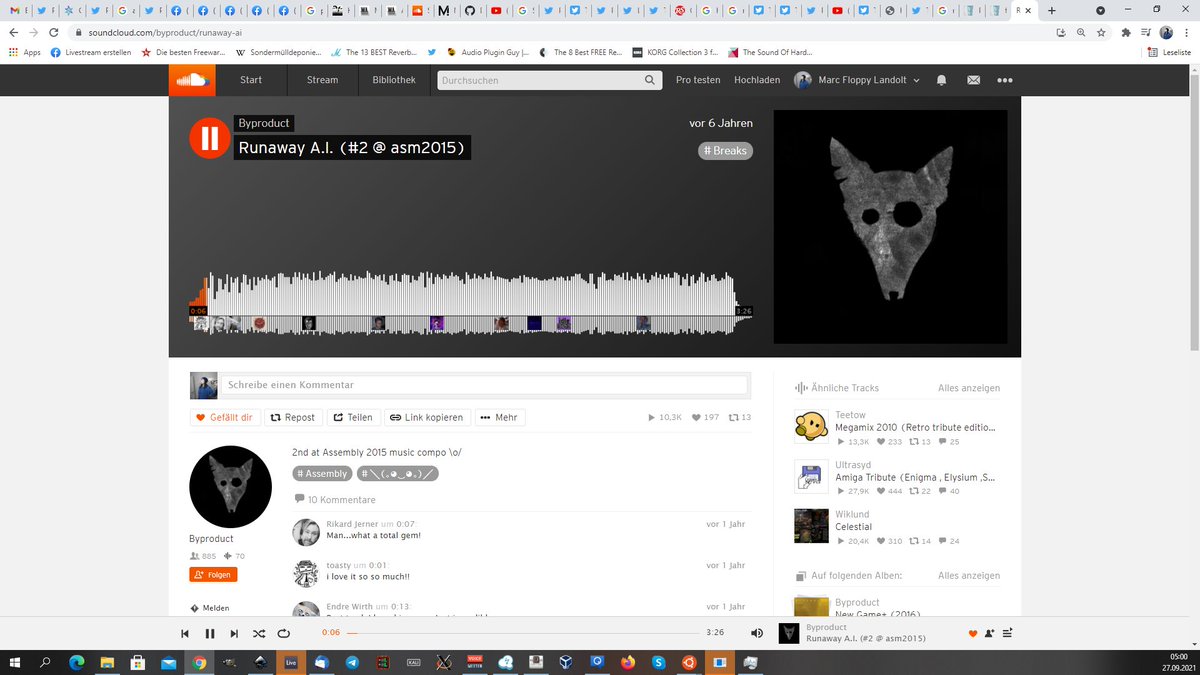 soundcloud.com/byproduct/runaway-ai
Apps
Livestream erstellen
Die besten Freewar...
Sondermülldeponie...
The 13 BEST Reverb...
Audio Plugin Guy |...
The 8 Best FREE Re...
KORG Collection 3 f...
The Sound Of Hard...
Leseliste
Start
Stream
Bibliothek
Durchsuchen
Pro testen
Hochladen
Marc Floppy Landolt
Byproduct
Runaway A.I. (#2 @ asm2015)
vor 6 Jahren
# Breaks
0:06
3:26
Schreibe einen Kommentar
Gefällt dir
Repost
Teilen
Link kopieren
Mehr
10,3K
197
13
2nd at Assembly 2015 music compo \o/
# Assembly
# ＼(｡◕‿◕｡)／
10 Kommentare
Byproduct
885
70
Folgen
Melden
Rikard Jerner um 0:07:
vor 1 Jahr
Man...what a total gem!
toasty um 0:01:
vor 1 Jahr
i love it so so much!!
Endre Wirth um 0:13:
vor 1 Jahr
Ähnliche Tracks
Alles anzeigen
Teetow
Megamix 2010 (Retro tribute editio...
13,3K
233
13
25
Ultrasyd
Amiga Tribute (Enigma , Elysium ,S...
27,9K
444
22
40
Wiklund
Celestial
20,4K
310
14
24
Auf folgenden Alben:
Alles anzeigen
Byproduct
New Game+ (2016)
0:06
3:26
Byproduct
Runaway A.I. (#2 @ asm2015)
Live
05:00
27.09.2021